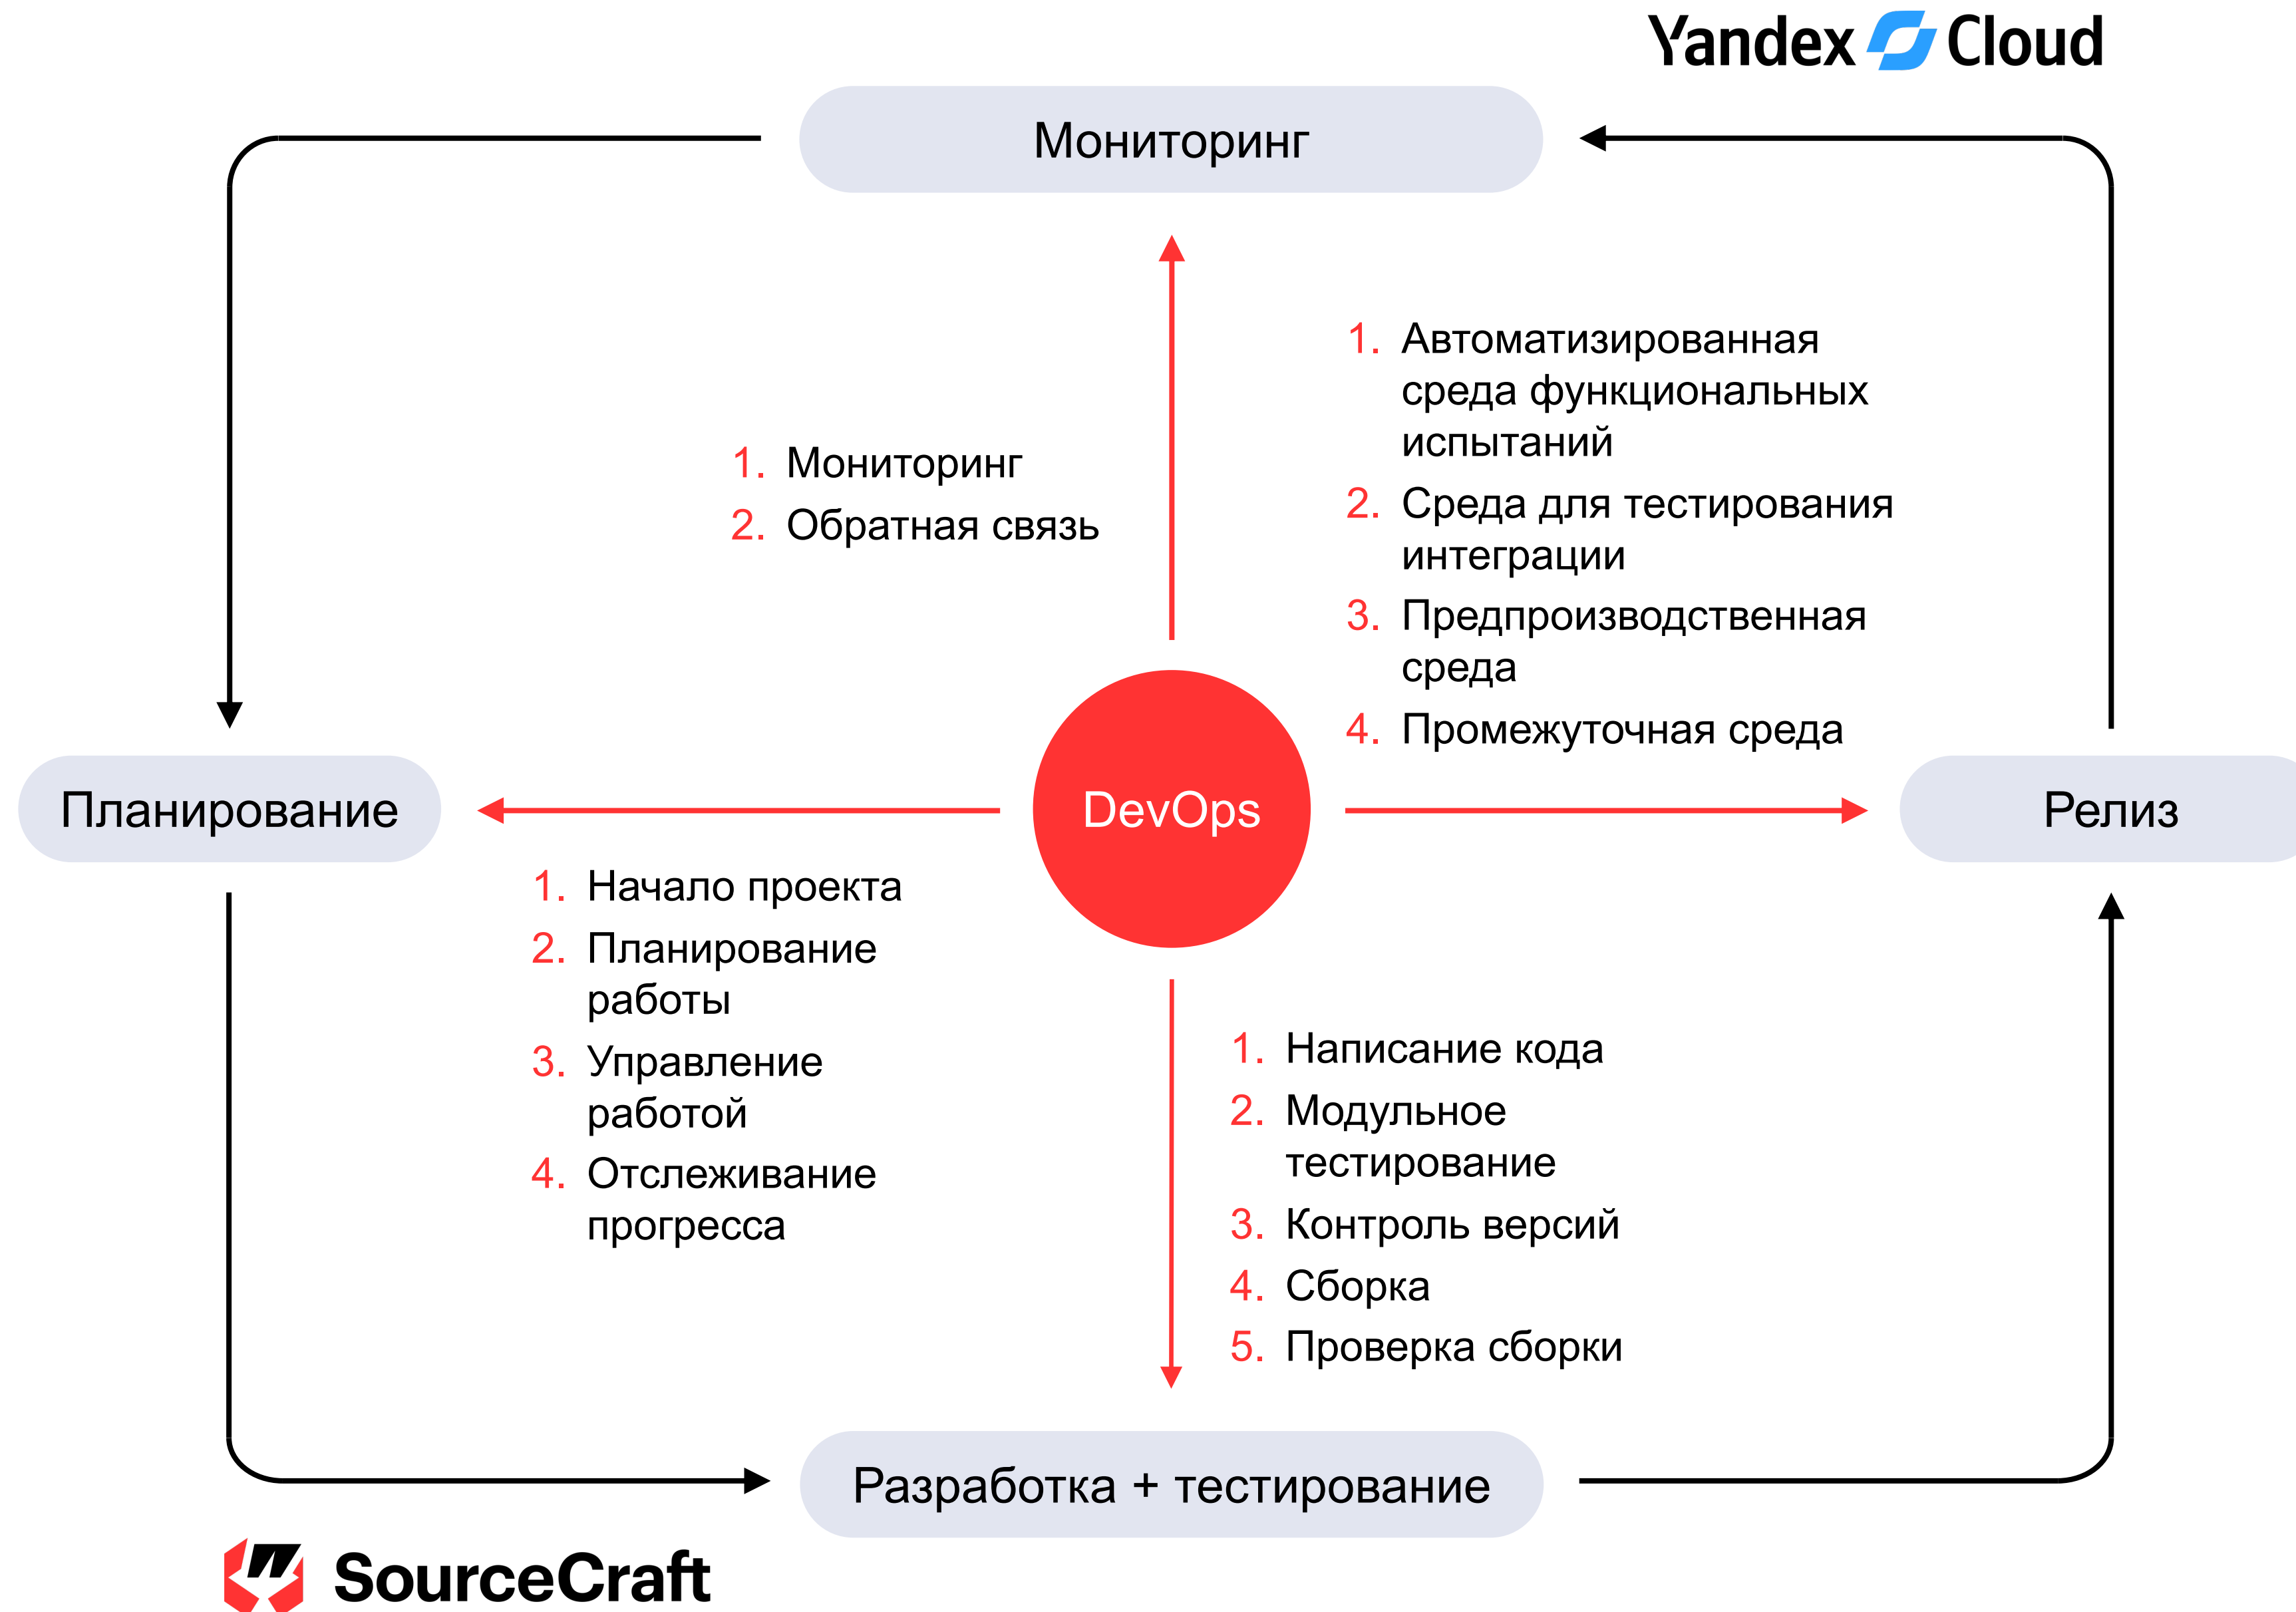 Yandex Cloud
Мониторинг
1. Автоматизированная
среда функциональных
испытаний
2. Среда для тестирования
интеграции
3. Предпроизводственная
среда
4. Промежуточная среда
1. Мониторинг
2. Обратная связь
Планирование
DevOps
Релиз
1. Начало проекта
2. Планирование
работы
3. Управление
работой
4. Отслеживание
прогресса
1. Написание кода
2. Модульное
тестирование
3. Контроль версий
4. Сборка
5. Проверка сборки
Разработка + тестирование
SourceCraft